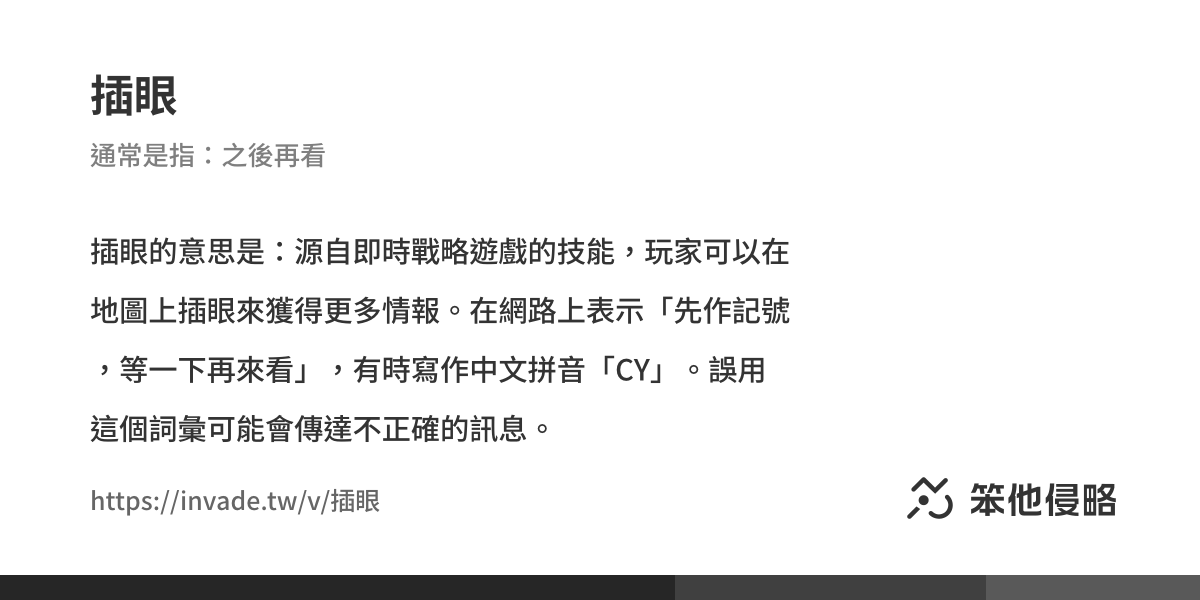 插眼
通常是指：之後再看
插眼的意思是：源自即時戰略遊戲的技能，玩家可以在
地圖上插眼來獲得更多情報。在網路上表示「先作記號
，等一下再來看」，有時寫作中文拼音「CY」。誤用
這個詞彙可能會傳達不正確的訊息。
https://invade.tw/v/插眼
笨他侵略